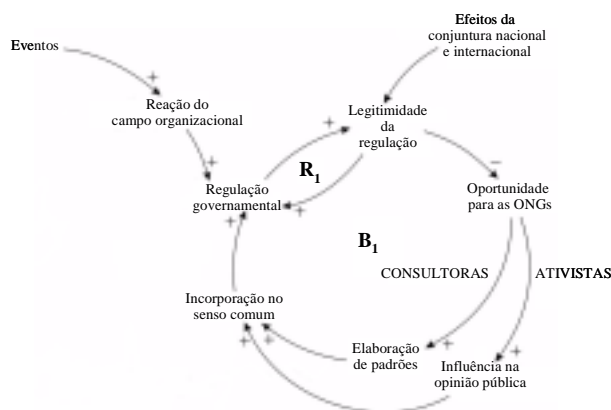 Eventos
Efeitos da
conjuntura nacional
e internacional
+
Reação do
campo organizacional
+
Legitimidade
da
regulação
+
R1
−
Regulação
governamental
+
+
Oportunidade
para as ONGs
B1
CONSULTORAS
ATIVISTAS
Incorporação no
senso comum
+
+
Elaboração
de padrões
+
+
Influência na
opinião pública